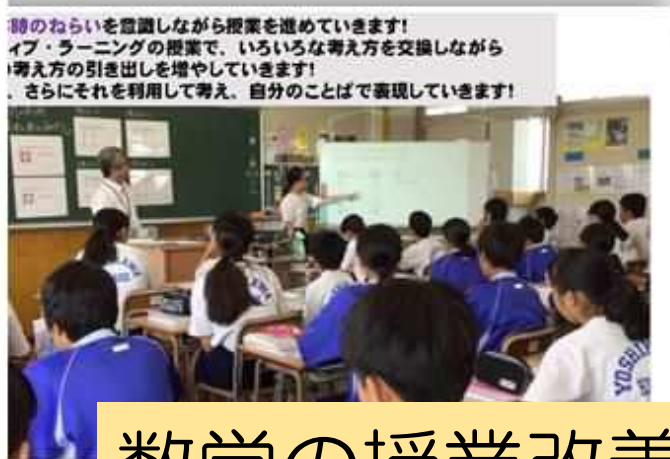 時のねらいを意識しながら授業を進めていきます!
ィブ・ラーニングの授業で、いろいろな考え方を交換しながら
考え方の引き出しを増やしていきます!
、さらにそれを利用して考え、自分のことばで表現していきます!
数学の授業改善